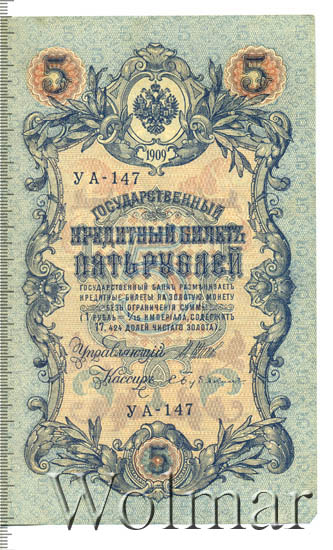 5 5
1909
УА-147
ГОСУДАРСТВЕННЫЙ
КРЕДИТНЫЙ БИЛЕТЪ
ПЯТЬ РУБЛЕЙ
ГОСУДАРСТВЕННЫЙ БАНКЪ РАЗМѢНИВАЕТЪ
КРЕДИТНЫЕ БИЛЕТЫ НА ЗОЛОТУЮ МОНЕТУ
БЕЗЪ ОГРАНИЧЕНІЯ СУММЫ
(1 РУБЛЬ = 1/15 ИМПЕРІАЛА, СОДЕРЖИТЪ
17,424 ДОЛЕЙ ЧИСТАГО ЗОЛОТА).
Управляющій
Кассиръ
УА-147
5
Wolmar